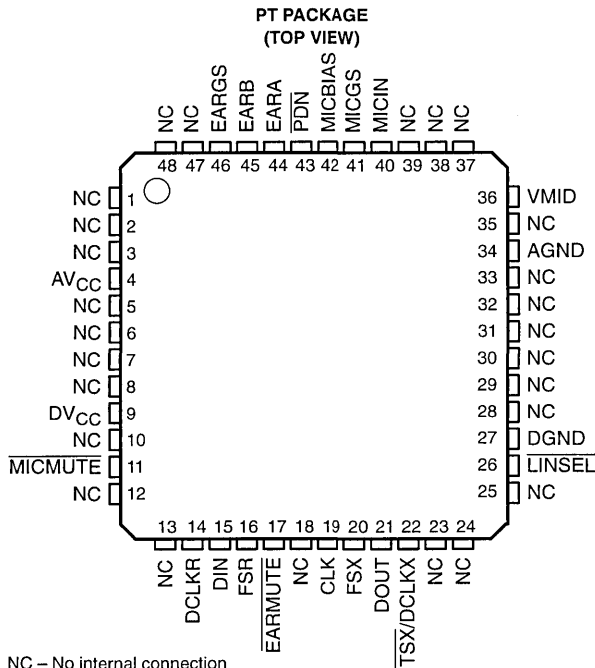 PT PACKAGE
(TOP VIEW)
NC
NC
EARGS
EARB
EARA
PDN
MICBIAS
MICGS
MICIN
NC
NC
NC
48 47 46 45 44 43 42 41 40 39 38 37
NC 1
NC 2
NC 3
AVCC 4
NC 5
NC 6
NC 7
NC 8
DVCC 9
NC 10
MICMUTE 11
NC 12
36 VMID
35 NC
34 AGND
33 NC
32 NC
31 NC
30 NC
29 NC
28 NC
27 DGND
26 LINSEL
25 NC
13 14 15 16 17 18 19 20 21 22 23 24
NC
DCLKR
DIN
FSR
EARMUTE
NC
CLK
FSX
DOUT
TSX/DCLKX
NC
NC
NC – No internal connection